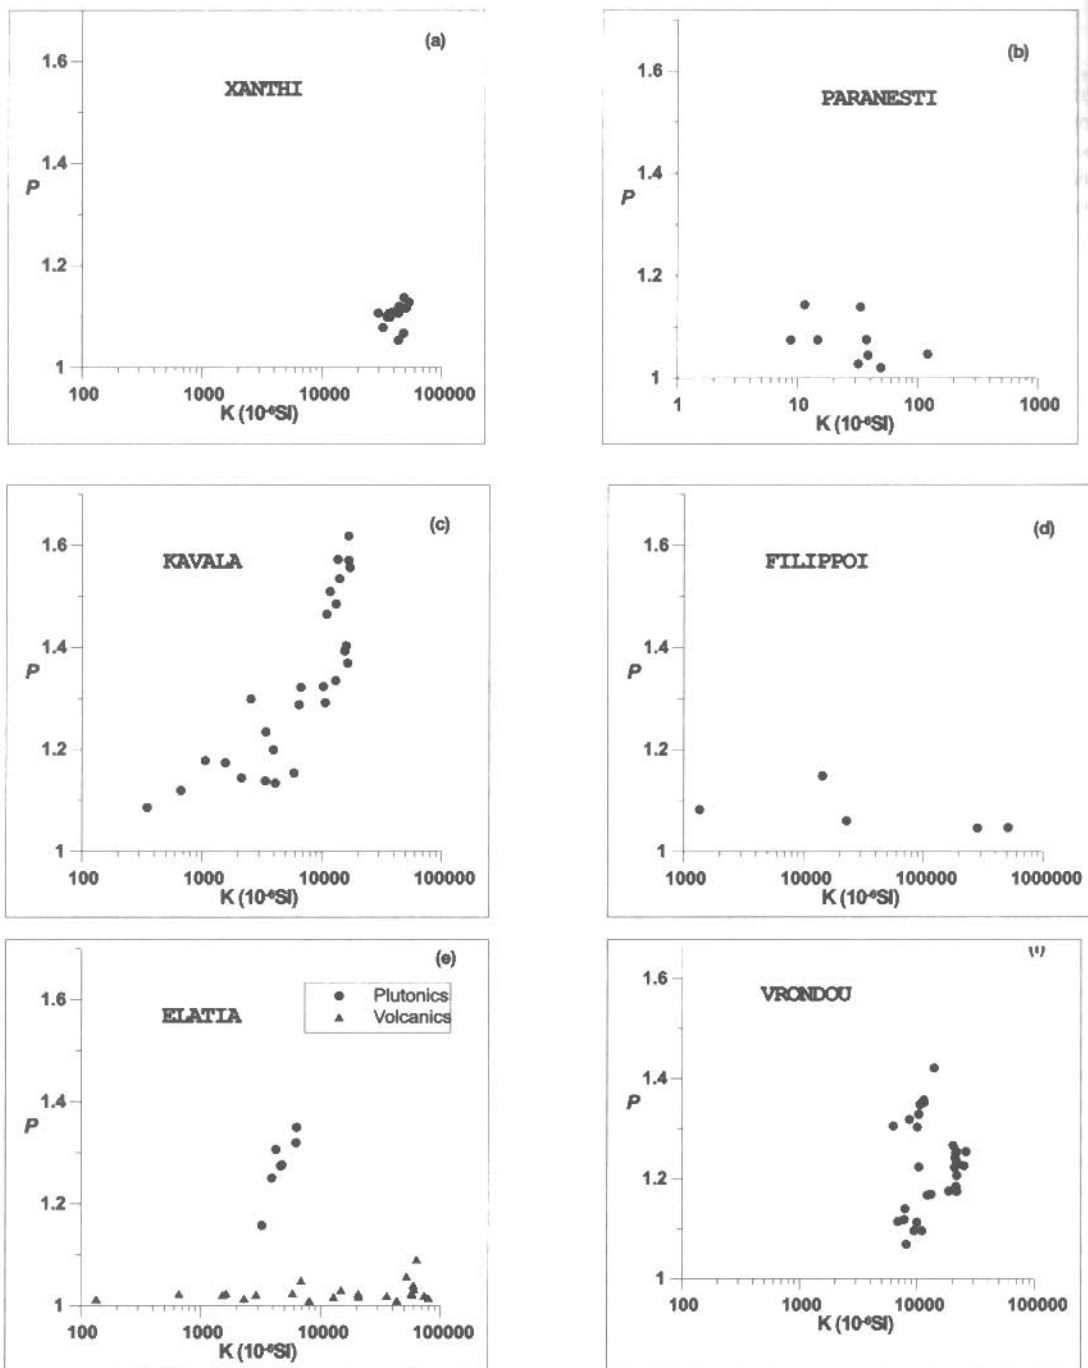 (a)
XANTHI
1.6
1.4
P
1.2
1
100 1000 10000 100000
K (10-6SI)
(b)
PARANESTI
1.6
1.4
P
1.2
1
1 10 100 1000
K (10-6SI)
(c)
KAVALA
1.6
1.4
P
1.2
1
100 1000 10000 100000
K (10-6SI)
(d)
FILIPPOI
1.6
1.4
P
1.2
1
1000 10000 100000 1000000
K (10-6SI)
(e)
Plutonics
Volcanics
ELATIA
1.6
1.4
P
1.2
1
100 1000 10000 100000
K (10-6SI)
VRONDOU
1.6
1.4
P
1.2
1
100 1000 10000 100000
K (10-6SI)